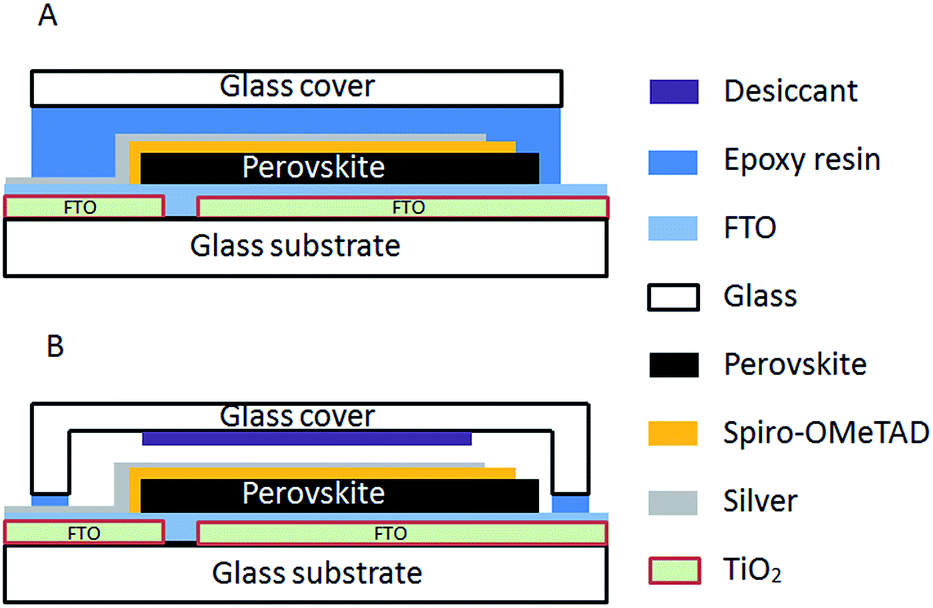 A
Glass cover
Perovskite
FTO FTO
Glass substrate
B
Glass cover
Perovskite
FTO FTO
Glass substrate
Desiccant
Epoxy resin
FTO
Glass
Perovskite
Spiro-OMeTAD
Silver
TiO₂